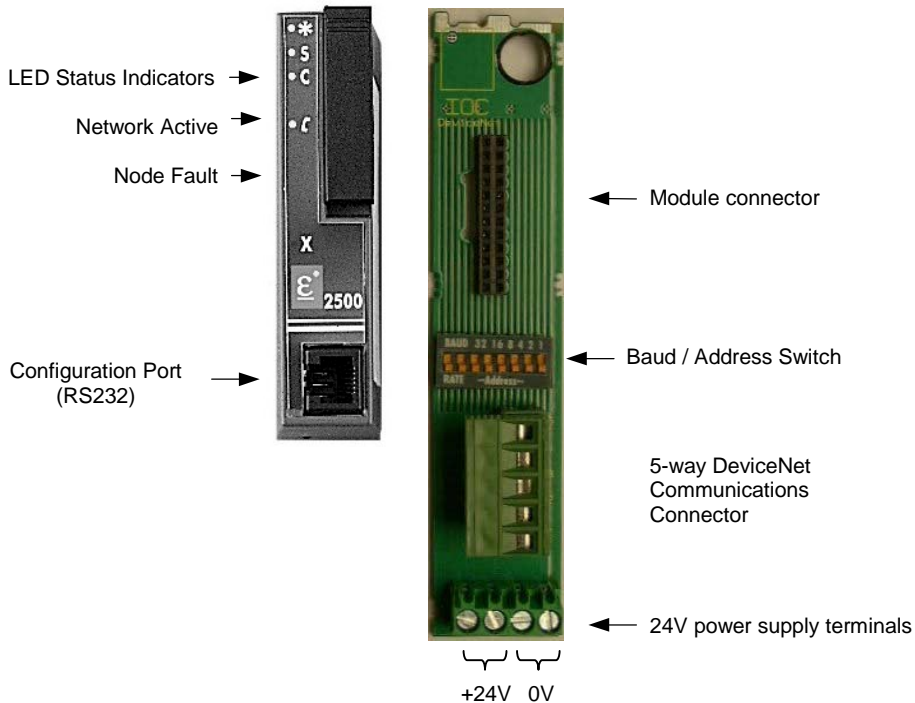 LED Status Indicators
Network Active
Node Fault
Configuration Port
(RS232)
S
C
X
2500
IOC
DeviceNet
BAUD 32 16 8 4 2 1
RATE –Address–
Module connector
Baud / Address Switch
5-way DeviceNet
Communications
Connector
24V power supply terminals
+24V 0V